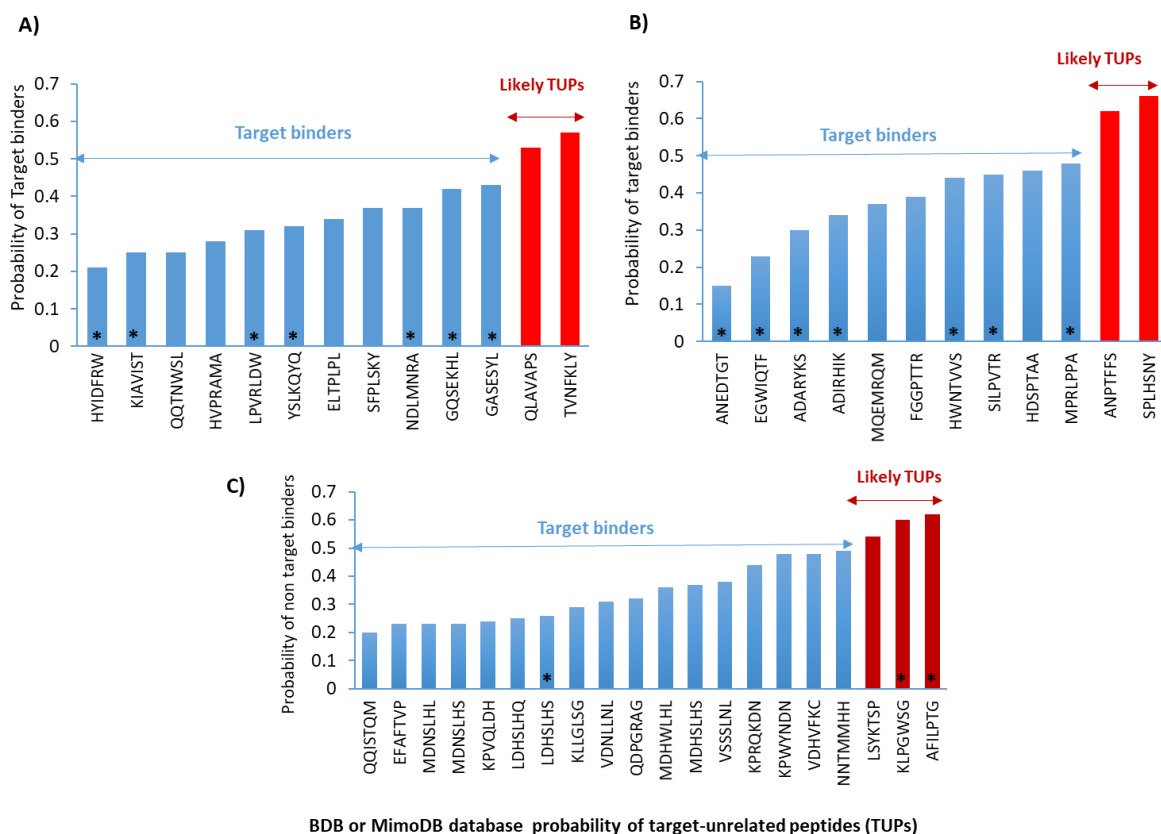 A)
Probability of Target binders
0.7
0.6
0.5
0.4
0.3
0.2
0.1
0
Target binders
Likely TUPs
* * * * * * *
HYIDFRW
KIAVIST
QQTNWSL
HVPRAMA
LPVRLDW
YSLKQYQ
ELTPLPL
SFPLSKY
NDLMNRA
GQSEKHL
GASESYL
QLAVAPS
TVNFKLY
B)
Probability of Target binders
0.7
0.6
0.5
0.4
0.3
0.2
0.1
0
Target binders
Likely TUPs
* * * * * * *
ANEDTGT
EGWIQTF
ADARYKS
ADIRHIK
MQEMRQM
FGGPTTR
HWNTVVS
SILPVTR
HDSPTAA
MPRLPPA
ANPTFFS
SPLHSNY
C)
Probability of non target binders
0.7
0.6
0.5
0.4
0.3
0.2
0.1
0
Target binders
Likely TUPs
* * *
QQISTQM
EFAFTVP
MDNSLHL
MDNSLHS
KPVQLDH
LDHSLHQ
LDHSLHS
KLLGLSG
VDNLLNL
QDPGRAG
MDHWLHL
MDHSLHS
VSSSLNL
KPRQKDN
KPWYNDN
VDHVFKC
NNTMMHH
LSYKTSP
KLPGWSG
AFILPTG
BDB or MimoDB database probability of target-unrelated peptides (TUPs)